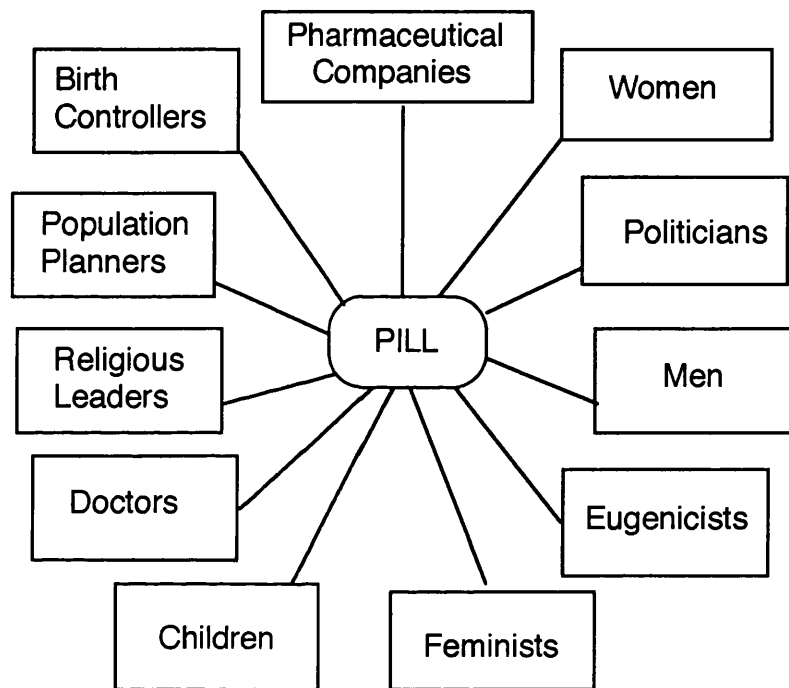 Pharmaceutical
Companies
Birth
Controllers
Women
Population
Planners
Politicians
PILL
Religious
Leaders
Men
Doctors
Eugenicists
Children
Feminists